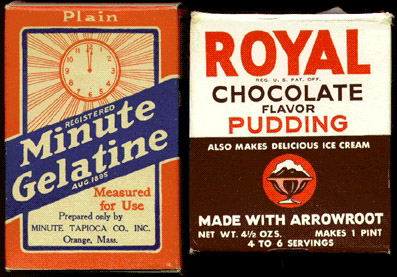 Plain
REGISTERED
Minute
Gelatine
AUG. 1895
Measured
for Use
Prepared only by
MINUTE TAPIOCA CO., INC.
Orange, Mass.
ROYAL
REG. U.S. PAT. OFF.
CHOCOLATE
FLAVOR
PUDDING
ALSO MAKES DELICIOUS ICE CREAM
MADE WITH ARROWROOT
NET WT. 4½ OZS. MAKES 1 PINT
4 TO 6 SERVINGS